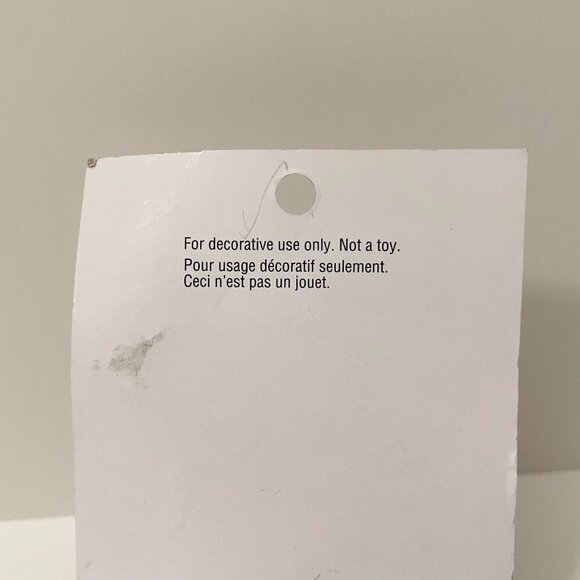 For decorative use only. Not a toy.
Pour usage décoratif seulement.
Ceci n'est pas un jouet.